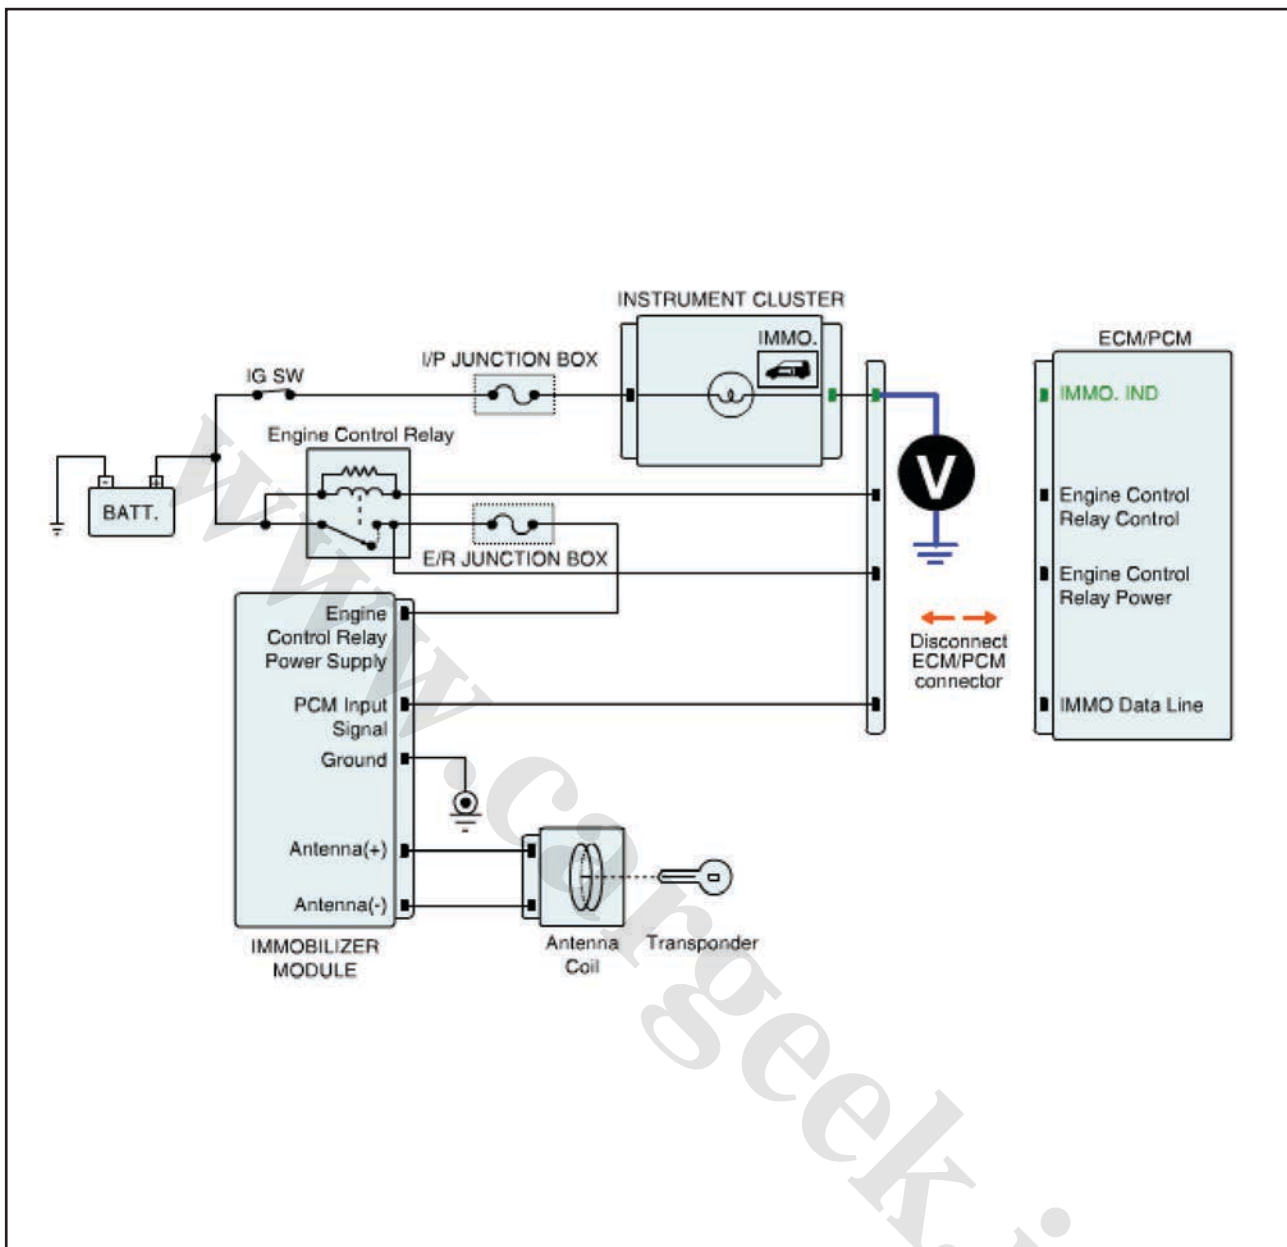 INSTRUMENT CLUSTER
IMMO.
ECM/PCM
I/P JUNCTION BOX
IG SW
IMMO. IND
Engine Control Relay
- +
BATT.
V
Engine Control
Relay Control
E/R JUNCTION BOX
Engine Control
Relay Power
Engine
Control Relay
Power Supply
Disconnect
ECM/PCM
connector
PCM Input
Signal
IMMO Data Line
Ground
Antenna(+)
Antenna(-)
IMMOBILIZER
MODULE
Antenna
Coil
Transponder
www.cargeek.i